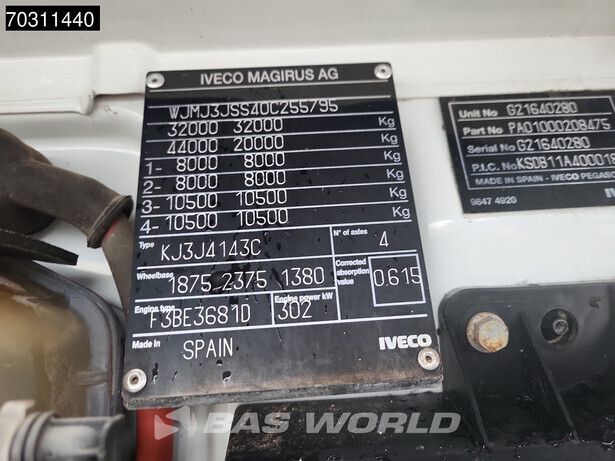 70311440
IVECO MAGIRUS AG
WJMJ3JSS40C255795
32000 32000 Kg
44000 20000 Kg
1- 8000 8000 Kg
2- 8000 8000 Kg
3- 10500 10500 Kg
4- 10500 10500 Kg
Type KJ3J4143C N° of axles 4
Wheelbase 1875 2375 1380 Corrected absorption value 0.615
Engine type F3BE3681D Engine power kW 302
Made in SPAIN IVECO
Unit No G21640280
Part No PA01000208475
Serial No G21640280
P.I.C. No
MADE IN SPAIN - IVECO PEGASO
9847 4920
BAS WORLD